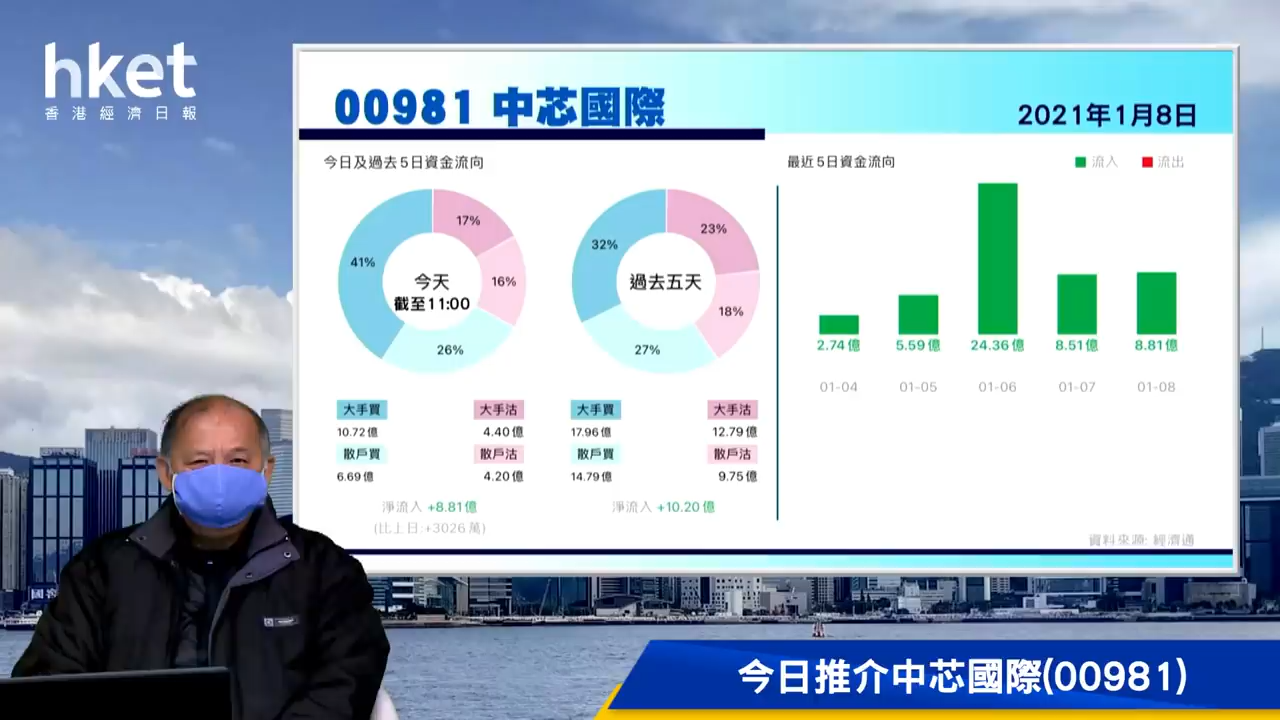 hket
香港經濟日報
00981 中芯國際
2021年1月8日
今日及過去5日資金流向
最近5日資金流向
流入
流出
41%
17%
16%
26%
今天
截至11:00
32%
23%
18%
27%
過去五天
大手買
大手沽
10.72億
4.40億
散戶買
散戶沽
6.69億
4.20億
淨流入 +8.81億
(比上日:+3026萬)
大手買
大手沽
17.96億
12.79億
散戶買
散戶沽
14.79億
9.75億
淨流入 +10.20億
2.74億
5.59億
24.36億
8.51億
8.81億
01-04
01-05
01-06
01-07
01-08
資料來源: 經濟通
今日推介中芯國際(00981)